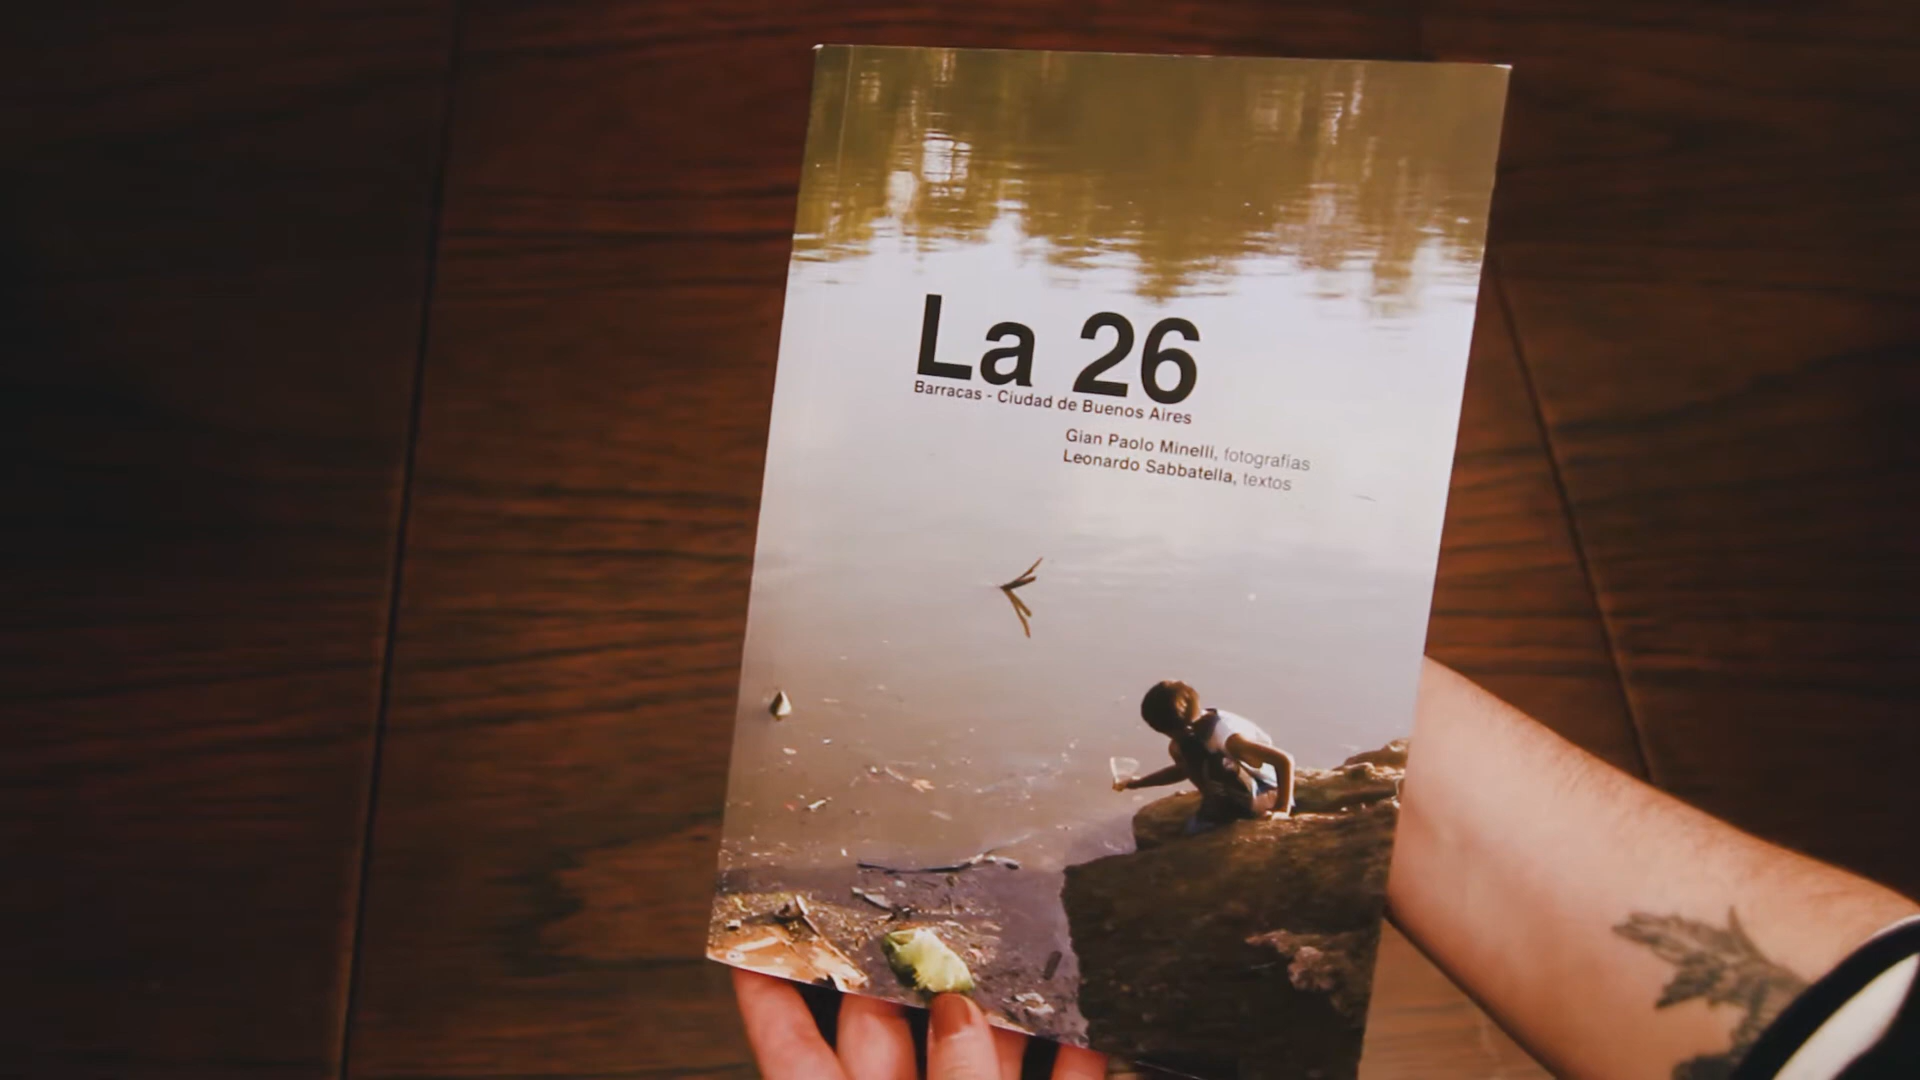 La 26
Barracas - Ciudad de Buenos Aires
Gian Paolo Minelli, fotografías
Leonardo Sabbatella, textos